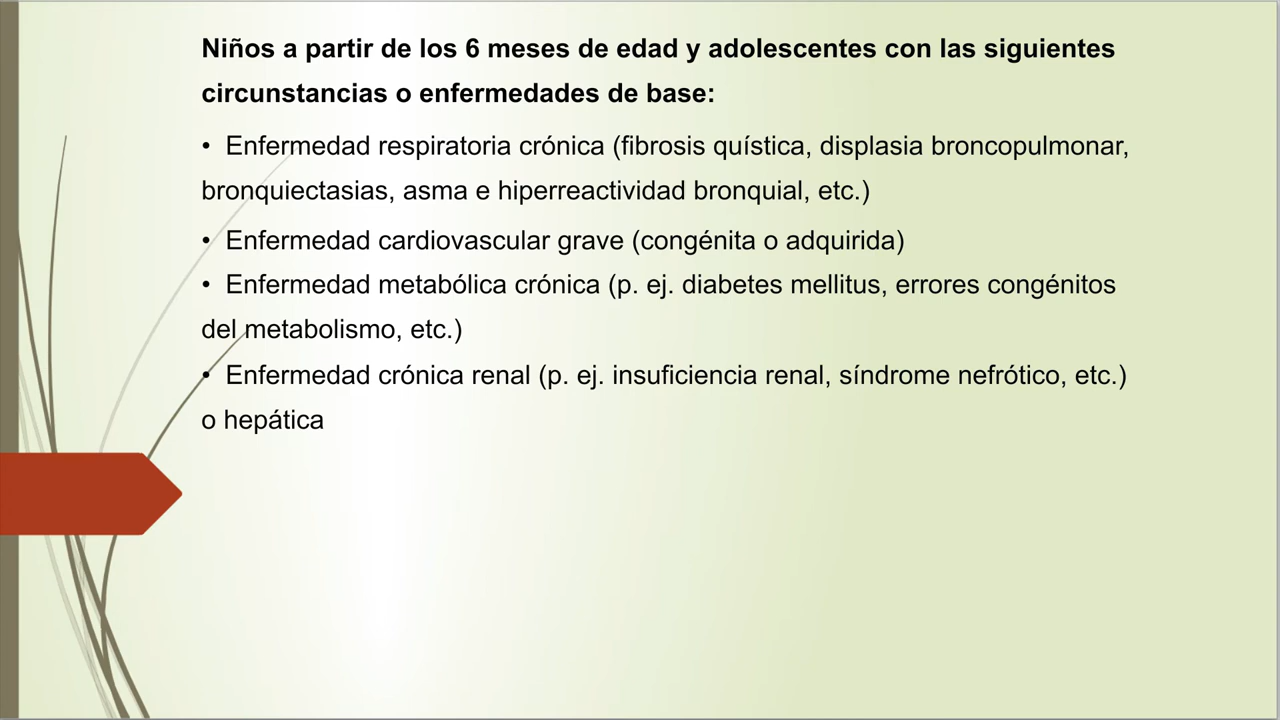 Niños a partir de los 6 meses de edad y adolescentes con las siguientes
circunstancias o enfermedades de base:
• Enfermedad respiratoria crónica (fibrosis quística, displasia broncopulmonar,
bronquiectasias, asma e hiperreactividad bronquial, etc.)
• Enfermedad cardiovascular grave (congénita o adquirida)
• Enfermedad metabólica crónica (p. ej. diabetes mellitus, errores congénitos
del metabolismo, etc.)
• Enfermedad crónica renal (p. ej. insuficiencia renal, síndrome nefrótico, etc.)
o hepática